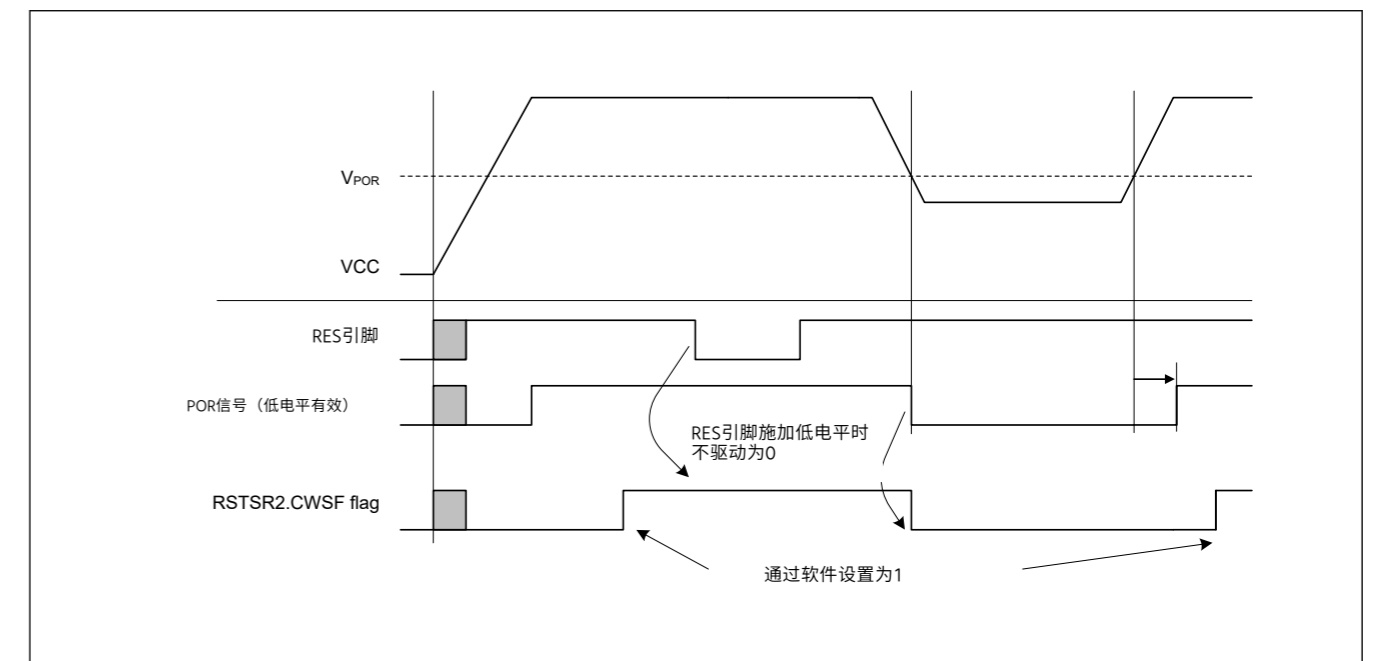 VPOR
VCC
RES引脚
POR信号（低电平有效）
RES引脚施加低电平时
不驱动为0
RSTSR2.CWSF flag
通过软件设置为1